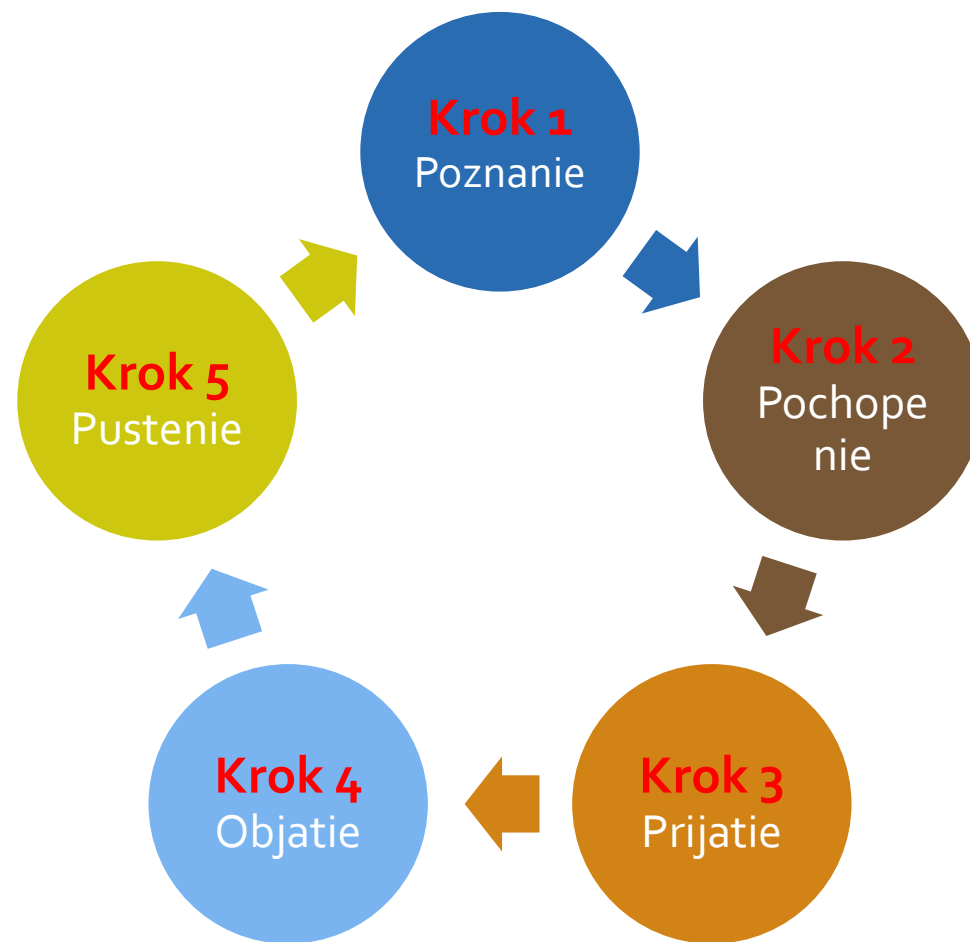 Krok 1
Poznanie
Krok 2
Pochope
nie
Krok 3
Prijatie
Krok 4
Objatie
Krok 5
Pustenie